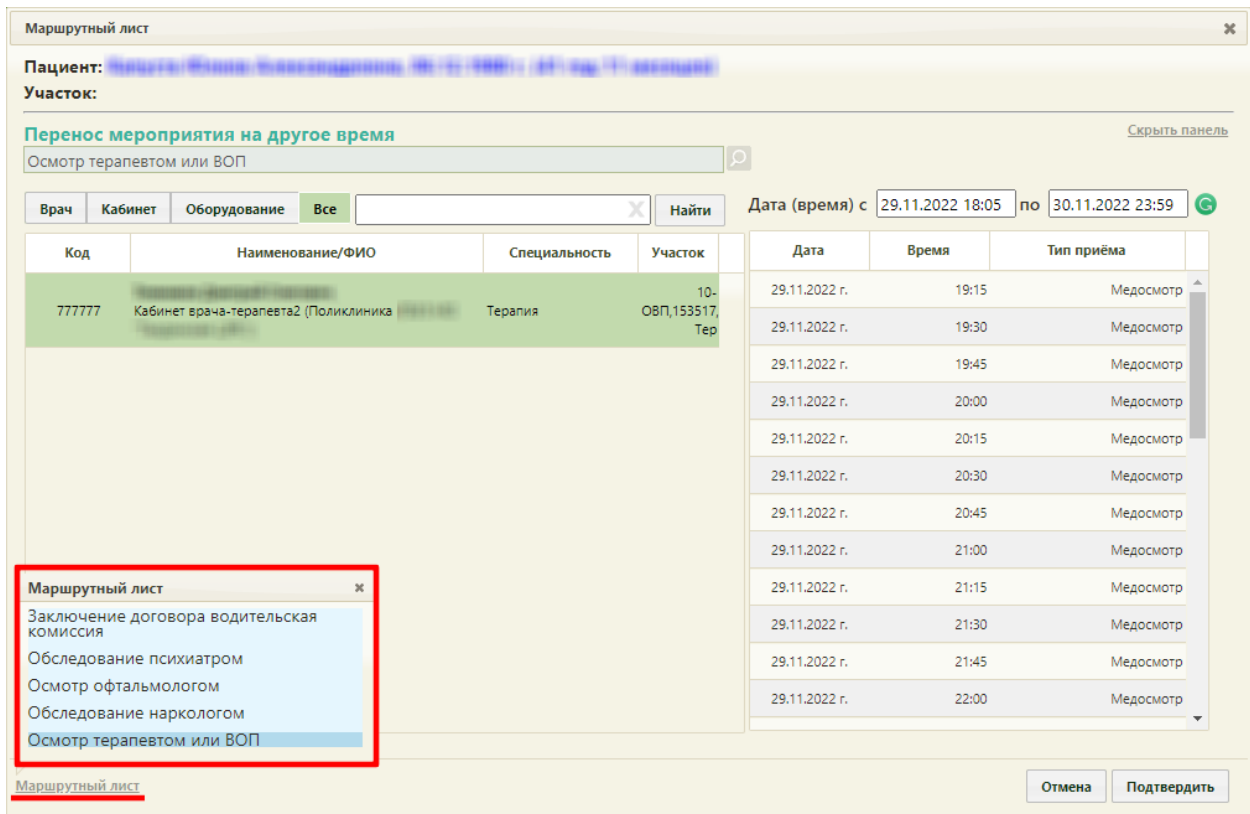 Маршрутный лист
Пациент:
Участок:
Перенос мероприятия на другое время
Скрыть панель
Осмотр терапевтом или ВОП
Врач Кабинет Оборудование Все Найти
Дата (время) с 29.11.2022 18:05 по 30.11.2022 23:59
Код Наименование/ФИО Специальность Участок
777777 Кабинет врача-терапевта2 (Поликлиника Терапия 10-
ОВП,153517,
Тер
Дата Время Тип приёма
29.11.2022 г. 19:15 Медосмотр
29.11.2022 г. 19:30 Медосмотр
29.11.2022 г. 19:45 Медосмотр
29.11.2022 г. 20:00 Медосмотр
29.11.2022 г. 20:15 Медосмотр
29.11.2022 г. 20:30 Медосмотр
29.11.2022 г. 20:45 Медосмотр
29.11.2022 г. 21:00 Медосмотр
29.11.2022 г. 21:15 Медосмотр
29.11.2022 г. 21:30 Медосмотр
29.11.2022 г. 21:45 Медосмотр
29.11.2022 г. 22:00 Медосмотр
Маршрутный лист
Заключение договора водительская
комиссия
Обследование психиатром
Осмотр офтальмологом
Обследование наркологом
Осмотр терапевтом или ВОП
Маршрутный лист
Отмена Подтвердить